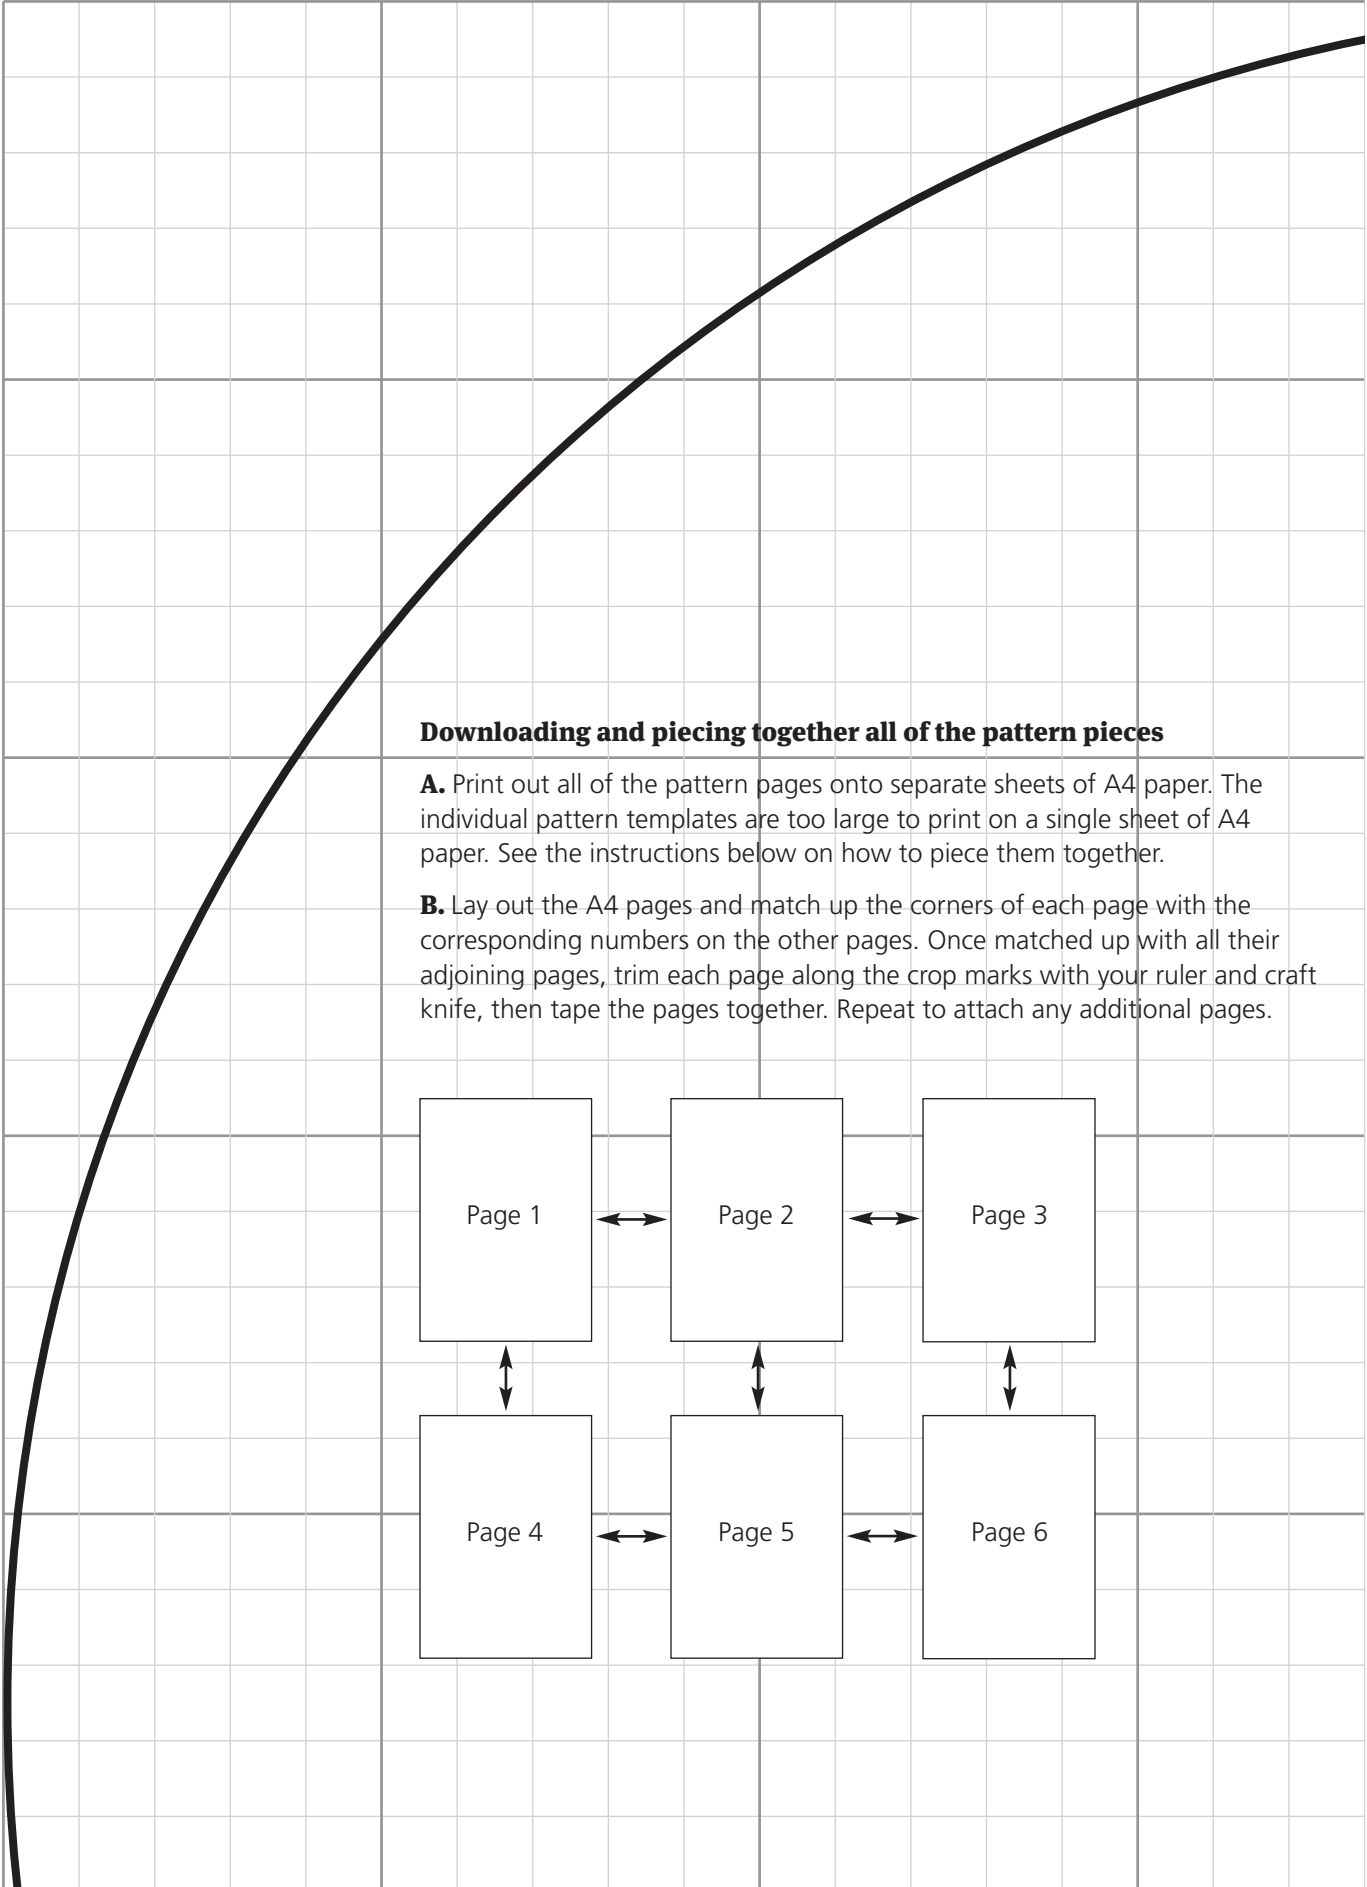 Downloading and piecing together all of the pattern pieces
A. Print out all of the pattern pages onto separate sheets of A4 paper. The
individual pattern templates are too large to print on a single sheet of A4
paper. See the instructions below on how to piece them together.
B. Lay out the A4 pages and match up the corners of each page with the
corresponding numbers on the other pages. Once matched up with all their
adjoining pages, trim each page along the crop marks with your ruler and craft
knife, then tape the pages together. Repeat to attach any additional pages.
Page 1
Page 2
Page 3
Page 4
Page 5
Page 6